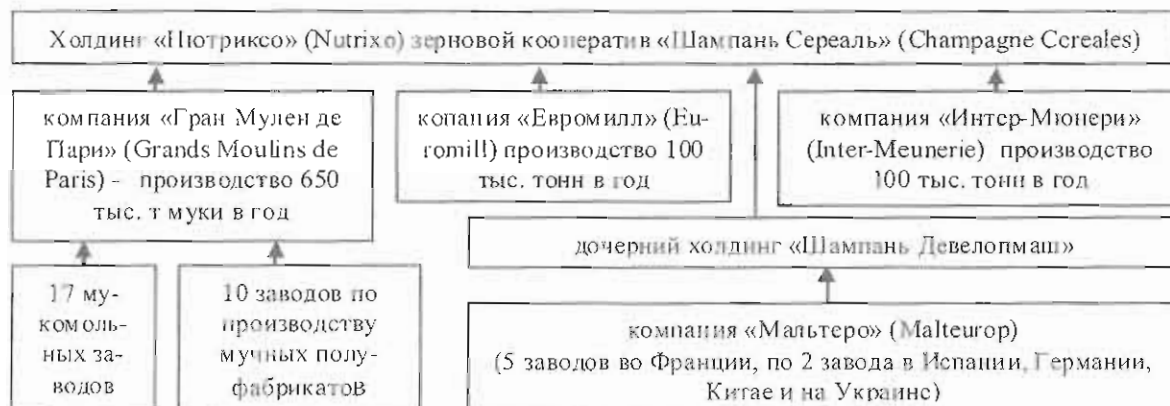 Холдинг «Нютриксо» (Nutrixo) зерновой кооператив «Шампань Сереаль» (Champagne Cereales)
компания «Гран Мулен де
Пари» (Grands Moulins de
Paris) - производство 650
тыс. т муки в год
копания «Евромилл» (Eu-
romill) производство 100
тыс. тонн в год
компания «Интер-Мюнери»
(Inter-Meunerie) производство
100 тыс. тонн в год
дочерний холдинг «Шампань Девелопмаш»
17 му-
комоль-
ных за-
водов
10 заводов по
производству
мучных полу-
фабрикатов
компания «Мальтеро» (Malteurop)
(5 заводов во Франции, по 2 завода в Испании, Германии,
Китае и на Украине)